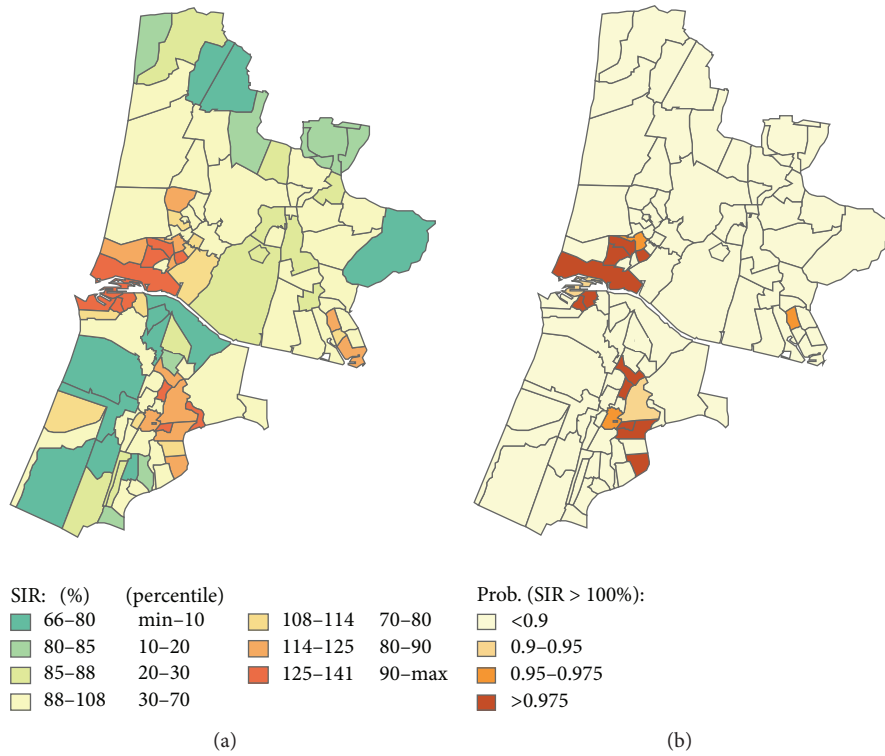 SIR: (%) (percentile)
66–80 min–10
80–85 10–20
85–88 20–30
88–108 30–70
108–114 70–80
114–125 80–90
125–141 90–max
(a)
Prob. (SIR > 100%):
<0.9
0.9–0.95
0.95–0.975
>0.975
(b)